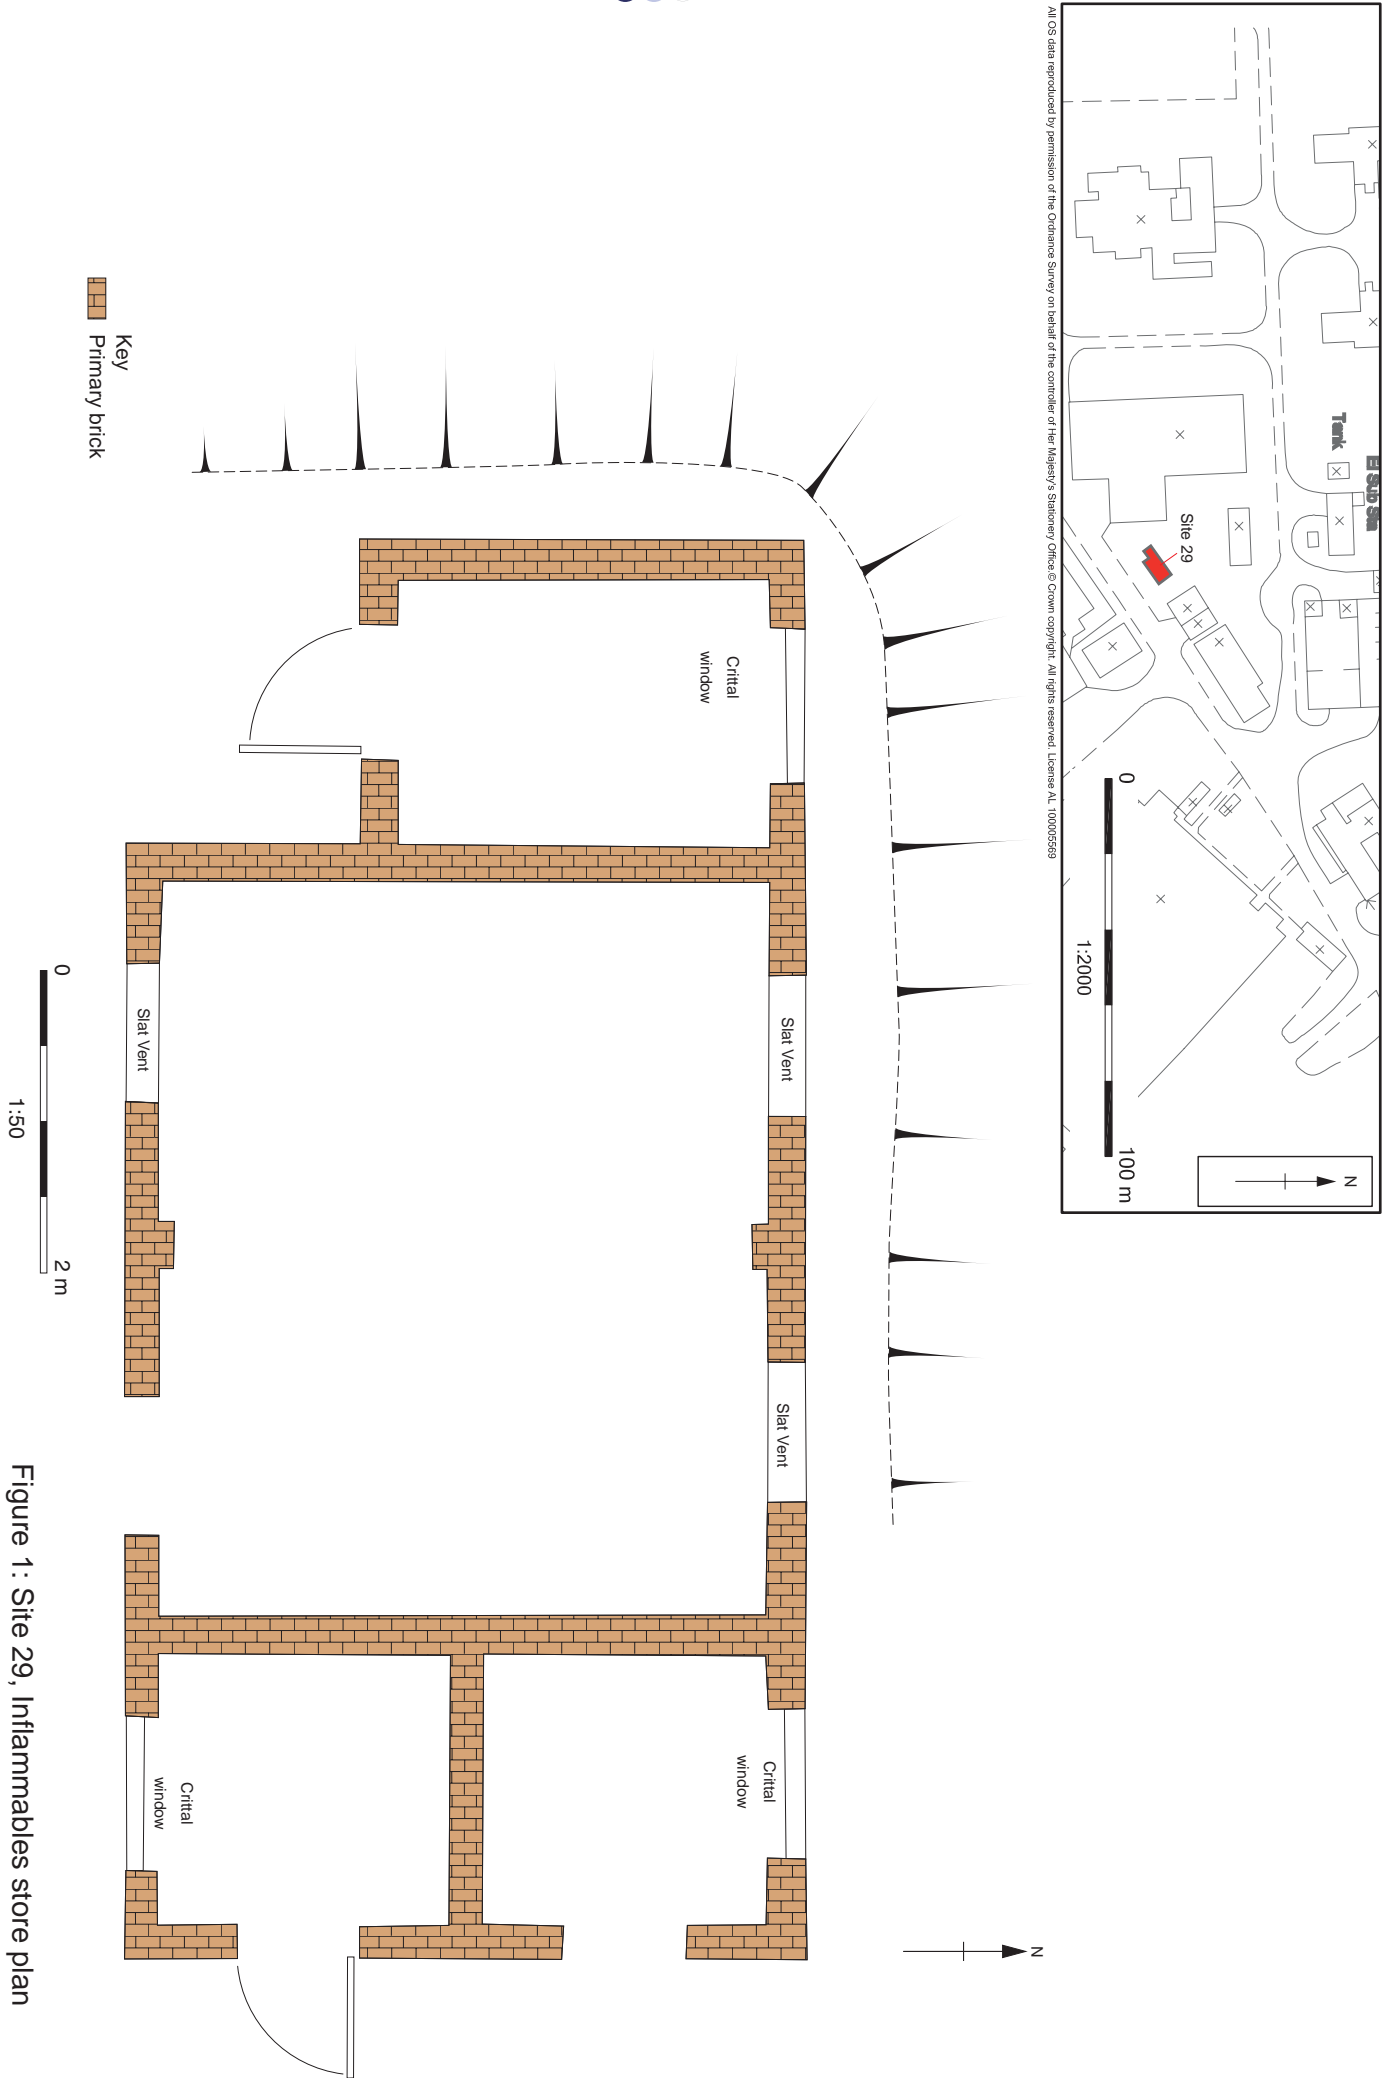 El Sub Sta
Tank
Site 29
0
100 m
1:2000
N
All OS data reproduced by permission of the Ordnance Survey on behalf of the controller of Her Majesty's Stationery Office.© Crown copyright. All rights reserved. License AL 100005569
N
Crittal
window
Slat Vent
Slat Vent
Crittal
window
Slat Vent
Crittal
window
Key
Primary brick
0
2 m
1:50
Figure 1: Site 29, Inflammables store plan